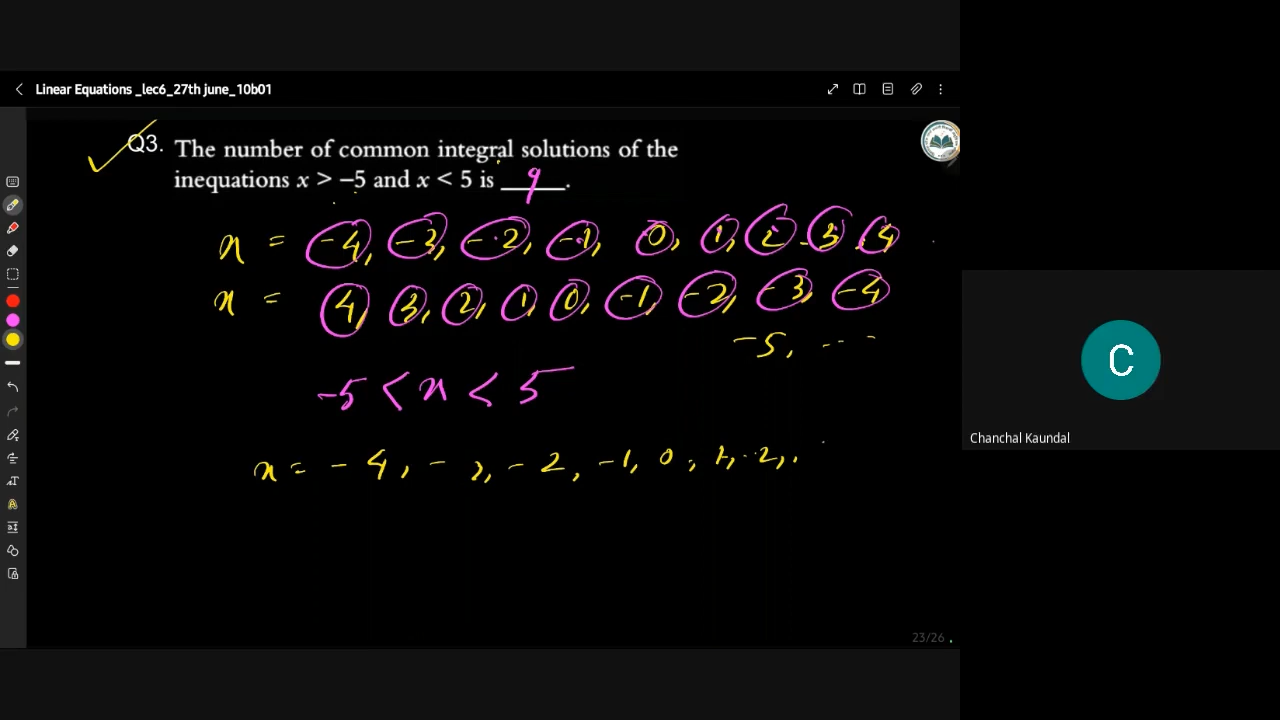 Linear Equations _lec6_27th june_10b01
Q3. The number of common integral solutions of the
inequations x > −5 and x < 5 is 9.
x = -4, -3, -2, -1, 0, 1, 2, 3, 4
x = 4, 3, 2, 1, 0, -1, -2, -3, -4
-5, ---
-5 < x < 5
x = -4, -3, -2, -1, 0, 1, 2, .
C
Chanchal Kaundal
23/26